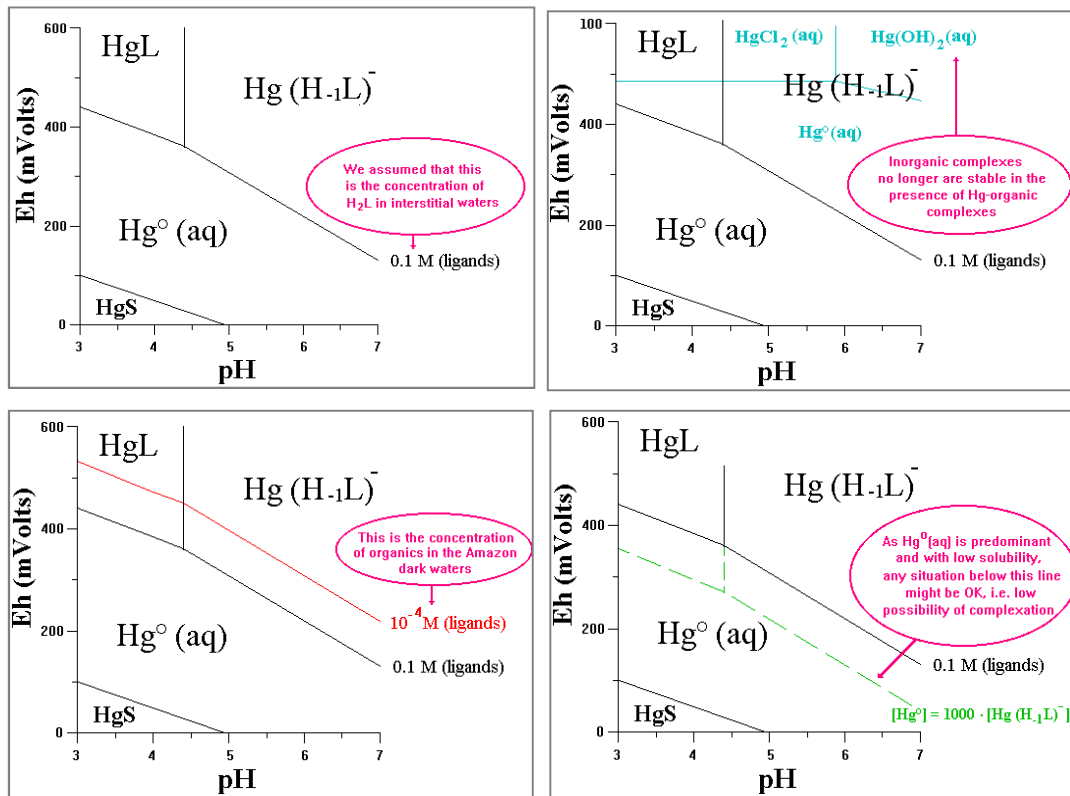 600
HgL
Hg (H-1L)⁻
400
We assumed that this
is the concentration of
H₂L in interstitial waters
Eh (mVolts)
200
Hg° (aq)
0.1 M (ligands)
HgS
0
3
4
5
6
7
pH
100
HgL
HgCl₂ (aq)
Hg(OH)₂(aq)
Hg (H-1L)⁻
400
Hg°(aq)
Inorganic complexes
no longer are stable in the
presence of Hg-organic
complexes
Eh (mVolts)
200
Hg° (aq)
0.1 M (ligands)
HgS
0
3
4
5
6
7
pH
600
HgL
Hg (H-1L)⁻
400
This is the concentration
of organics in the Amazon
dark waters
Eh (mVolts)
10⁻⁴M (ligands)
200
Hg° (aq)
0.1 M (ligands)
HgS
0
3
4
5
6
7
pH
600
HgL
Hg (H-1L)⁻
400
As Hg⁰(aq) is predominant
and with low solubility,
any situation below this line
might be OK, i.e. low
possibility of complexation
Eh (mVolts)
200
Hg° (aq)
0.1 M (ligands)
[Hg°] = 1000 · [Hg (H-1L)⁻]
HgS
0
3
4
5
6
7
pH